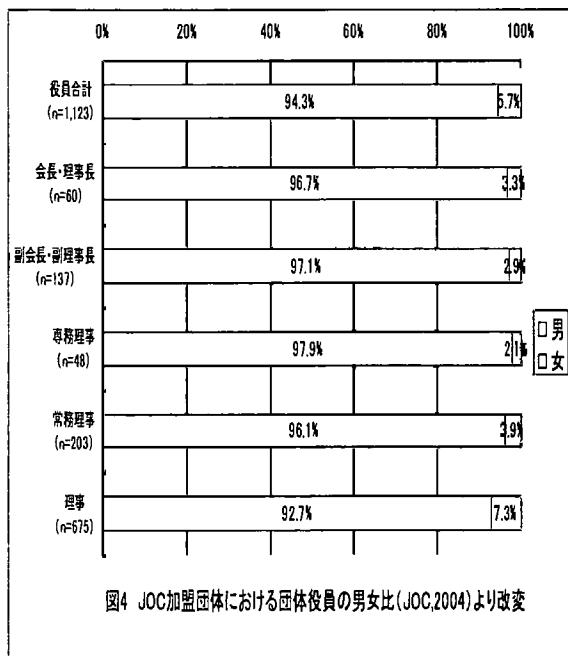 0% 20% 40% 60% 80% 100%
役員合計
(n=1,123)
94.3% 5.7%
会長・理事長
(n=60)
96.7% 3.3%
副会長・副理事長
(n=137)
97.1% 2.9%
専務理事
(n=48)
97.9% 2.1%
常務理事
(n=203)
96.1% 3.9%
理事
(n=675)
92.7% 7.3%
男
女
図4 JOC加盟団体における団体役員の男女比(JOC,2004)より改変